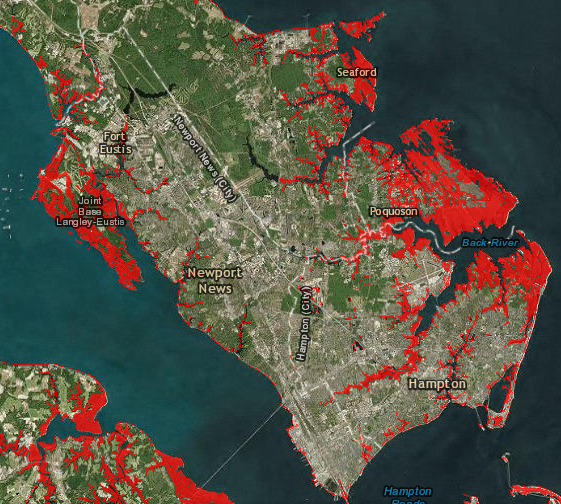 Seaford
Fort
Eustis
Newport News (City)
Joint
Base
Langley-Eustis
Poquoson
Back River
Newport
News
Hampton (City)
Hampton
Hampton
Roads